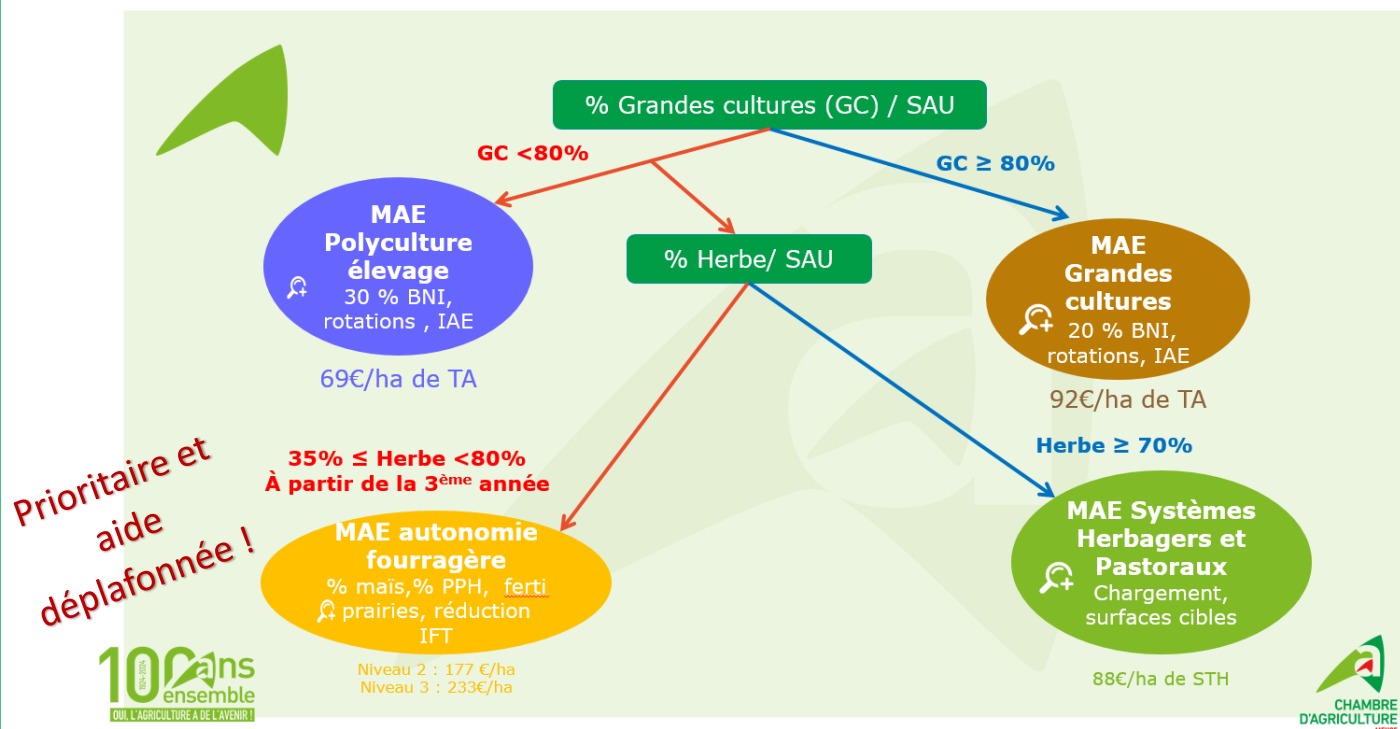 % Grandes cultures (GC) / SAU
GC <80%
GC ≥ 80%
MAE
Polyculture
élevage
30 % BNI,
rotations , IAE
69€/ha de TA
% Herbe/ SAU
MAE
Grandes
cultures
20 % BNI,
rotations, IAE
92€/ha de TA
Prioritaire et
aide
déplafonnée !
35% ≤ Herbe <80%
À partir de la 3ème année
MAE autonomie
fourragère
% maïs,% PPH, ferti
prairies, réduction
IFT
Niveau 2 : 177 €/ha
Niveau 3 : 233€/ha
Herbe ≥ 70%
MAE Systèmes
Herbagers et
Pastoraux
Chargement,
surfaces cibles
88€/ha de STH
100 ans
1924-2024
ensemble
OUI, L'AGRICULTURE A DE L'AVENIR !
CHAMBRE
D'AGRICULTURE